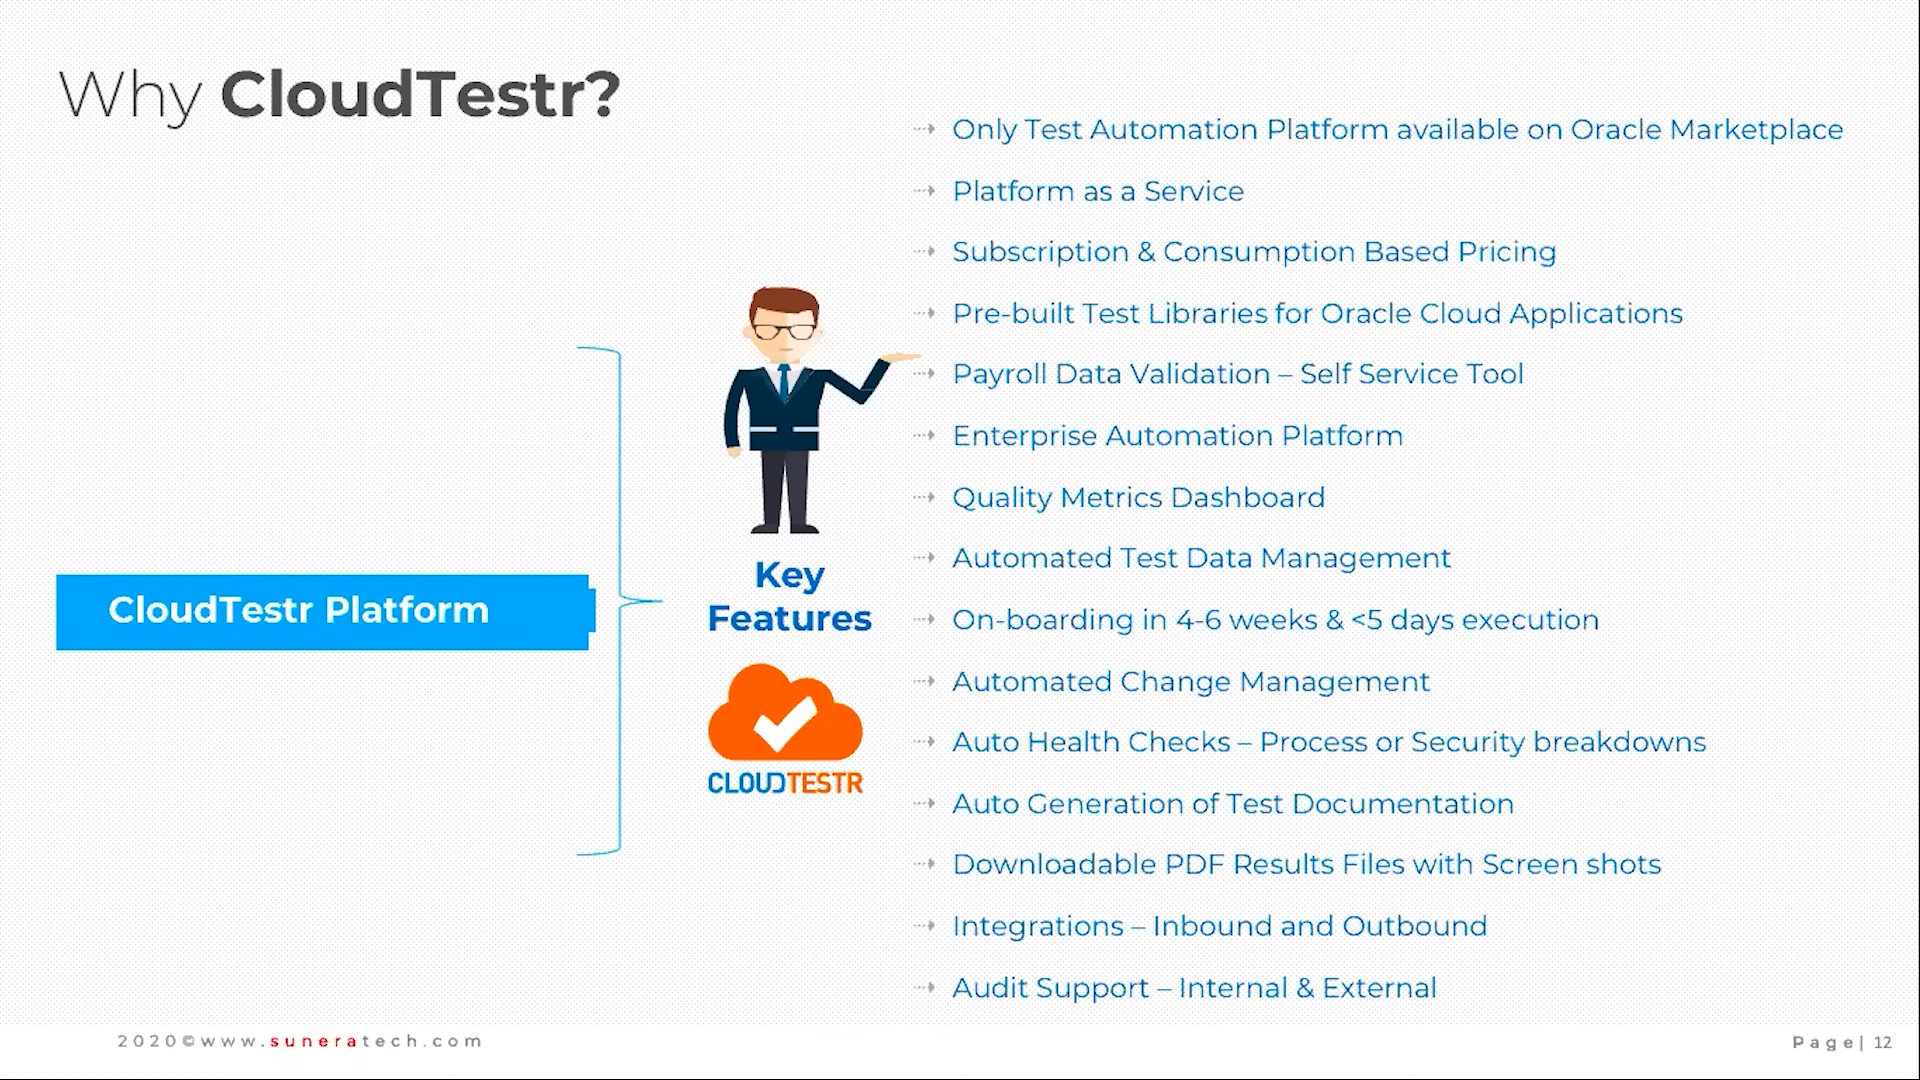 Why CloudTestr?
Only Test Automation Platform available on Oracle Marketplace
Platform as a Service
Subscription & Consumption Based Pricing
Pre-built Test Libraries for Oracle Cloud Applications
Payroll Data Validation – Self Service Tool
Enterprise Automation Platform
Quality Metrics Dashboard
Automated Test Data Management
On-boarding in 4-6 weeks & <5 days execution
Automated Change Management
Auto Health Checks – Process or Security breakdowns
Auto Generation of Test Documentation
Downloadable PDF Results Files with Screen shots
Integrations – Inbound and Outbound
Audit Support – Internal & External
CloudTestr Platform
Key
Features
CLOUDTESTR
2020©www.suneratech.com
Page| 12